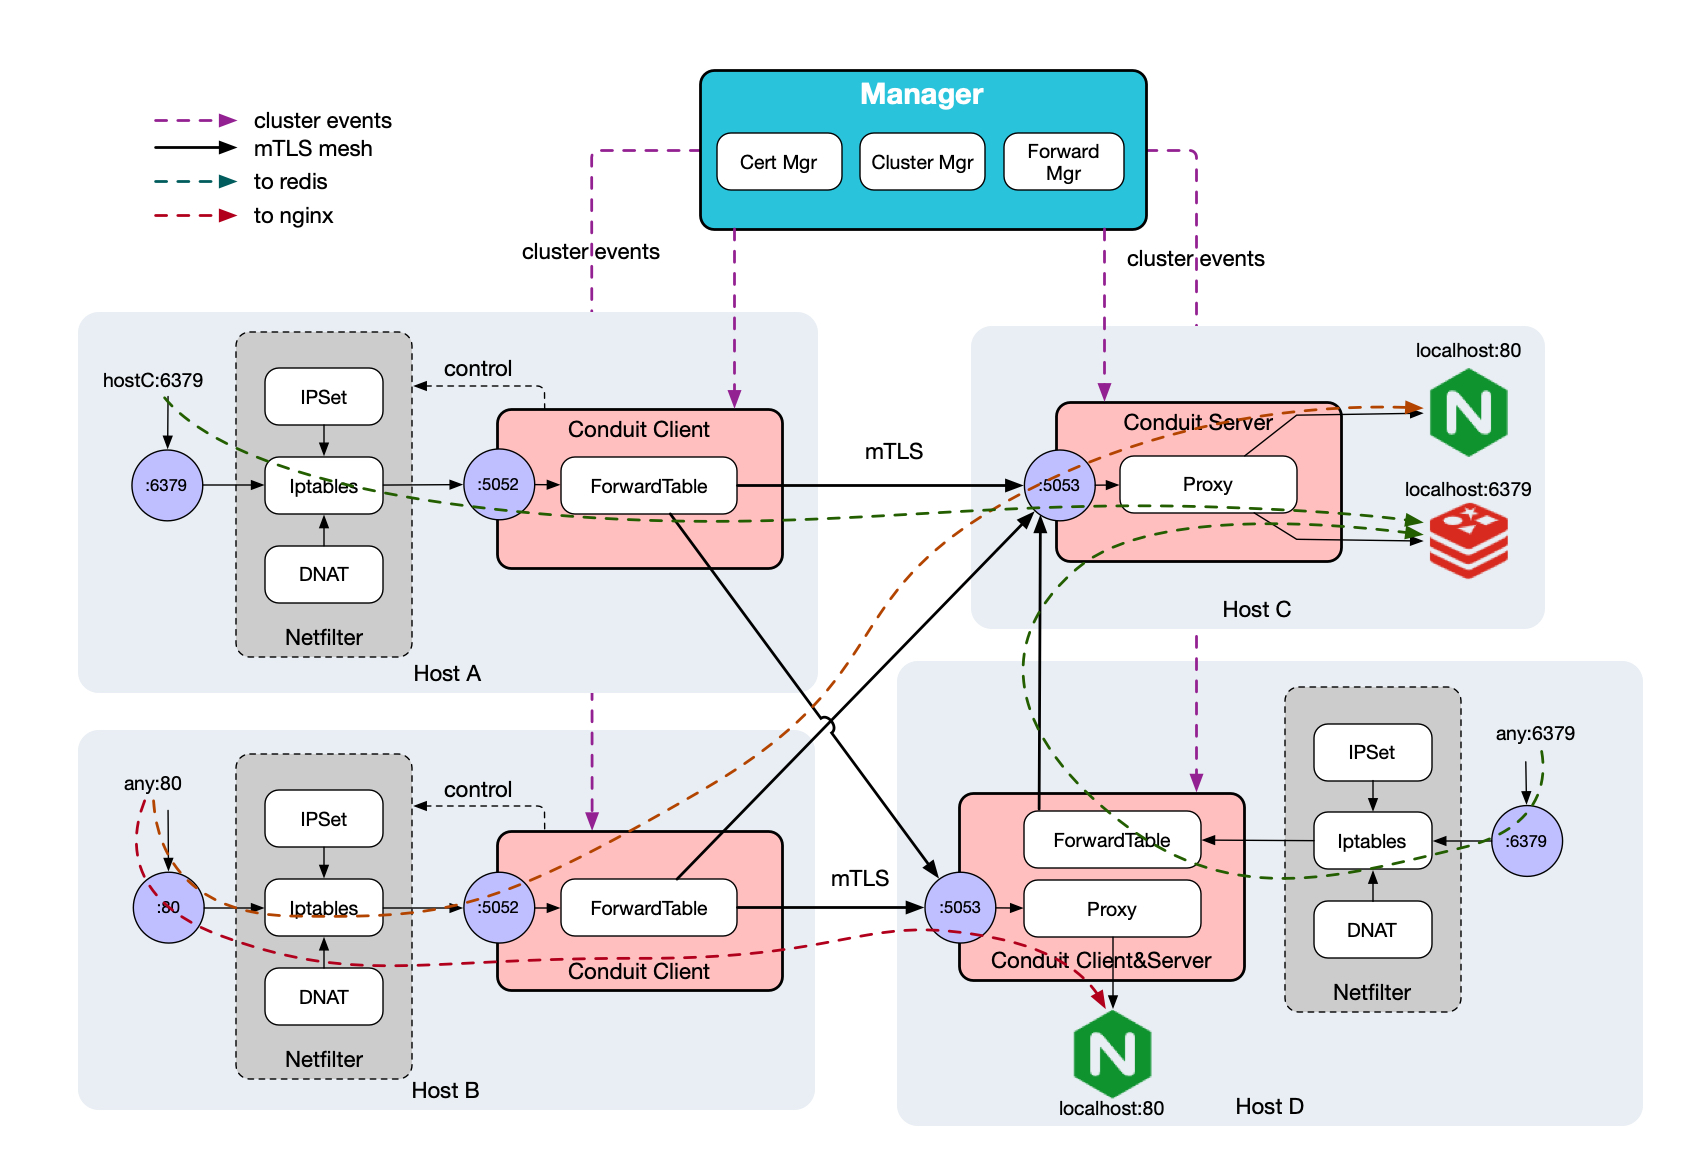 Manager
Cert Mgr
Cluster Mgr
Forward
Mgr
cluster events
mTLS mesh
to redis
to nginx
cluster events
cluster events
hostC:6379
:6379
IPSet
Iptables
DNAT
Netfilter
control
Conduit Client
:5052
ForwardTable
Host A
mTLS
Conduit Server
:5053
Proxy
localhost:80
N
localhost:6379
Host C
any:80
:80
IPSet
Iptables
DNAT
Netfilter
control
:5052
ForwardTable
Conduit Client
Host B
mTLS
:5053
ForwardTable
Proxy
Conduit Client&Server
N
localhost:80
IPSet
Iptables
DNAT
Netfilter
any:6379
:6379
Host D